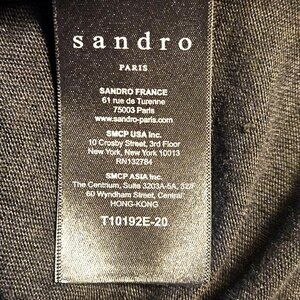 sandro
PARIS
SANDRO FRANCE
61 rue de Turenne
75003 Paris
www.sandro-paris.com
SMCP USA Inc.
10 Crosby Street, 3rd Floor
New York, New York 10013
RN132784
SMCP ASIA Inc.
The Centrium, Suite 3203A-5A, 32/F
60 Wyndham Street, Central
HONG-KONG
T10192E-20